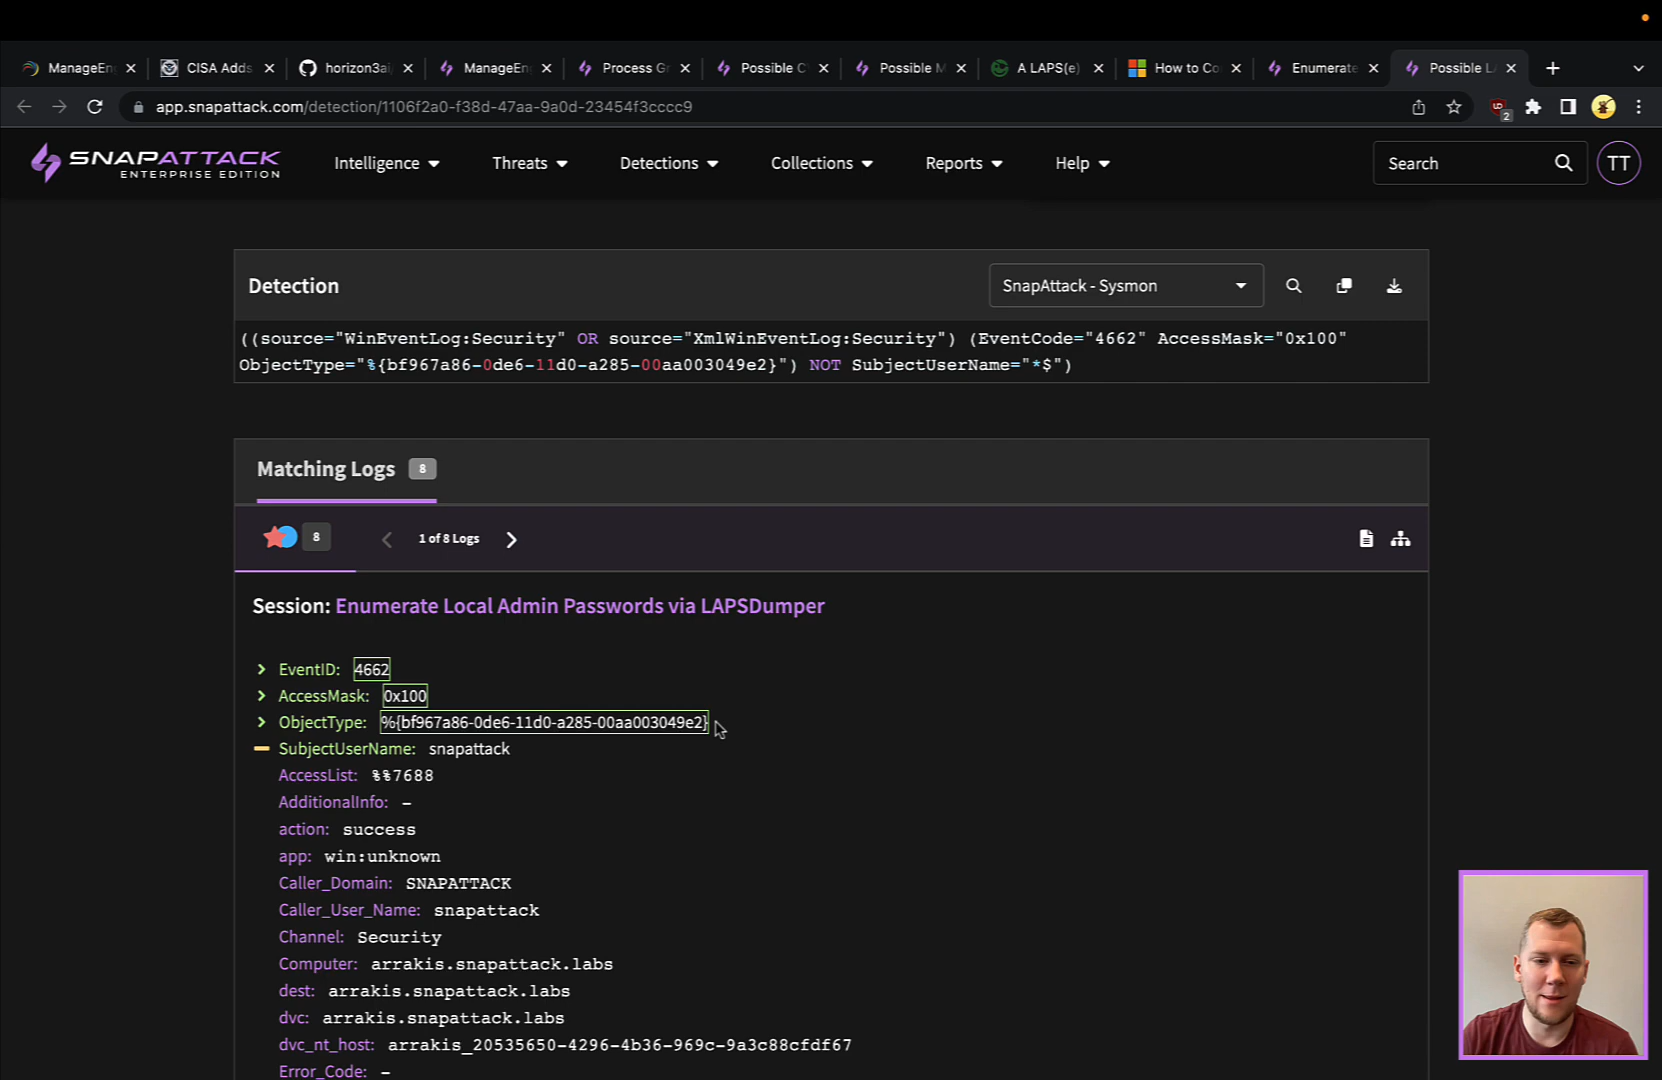 ManageEn
CISA Adds
horizon3ai
ManageEn
Process Gr
Possible C
Possible M
A LAPS(e)
How to Co
Enumerate
Possible L
app.snapattack.com/detection/1106f2a0-f38d-47aa-9a0d-23454f3cccc9
2
SNAPATTACK
ENTERPRISE EDITION
Intelligence
Threats
Detections
Collections
Reports
Help
Search
TT
Detection
SnapAttack - Sysmon
((source="WinEventLog:Security" OR source="XmlWinEventLog:Security") (EventCode="4662" AccessMask="0x100"
ObjectType="%{bf967a86-0de6-11d0-a285-00aa003049e2}") NOT SubjectUserName="*$")
Matching Logs 8
8
1 of 8 Logs
Session: Enumerate Local Admin Passwords via LAPSDumper
EventID: 4662
AccessMask: 0x100
ObjectType: %{bf967a86-0de6-11d0-a285-00aa003049e2}
SubjectUserName: snapattack
AccessList: %%7688
AdditionalInfo: -
action: success
app: win:unknown
Caller_Domain: SNAPATTACK
Caller_User_Name: snapattack
Channel: Security
Computer: arrakis.snapattack.labs
dest: arrakis.snapattack.labs
dvc: arrakis.snapattack.labs
dvc_nt_host: arrakis_20535650-4296-4b36-969c-9a3c88cfdf67
Error_Code: -